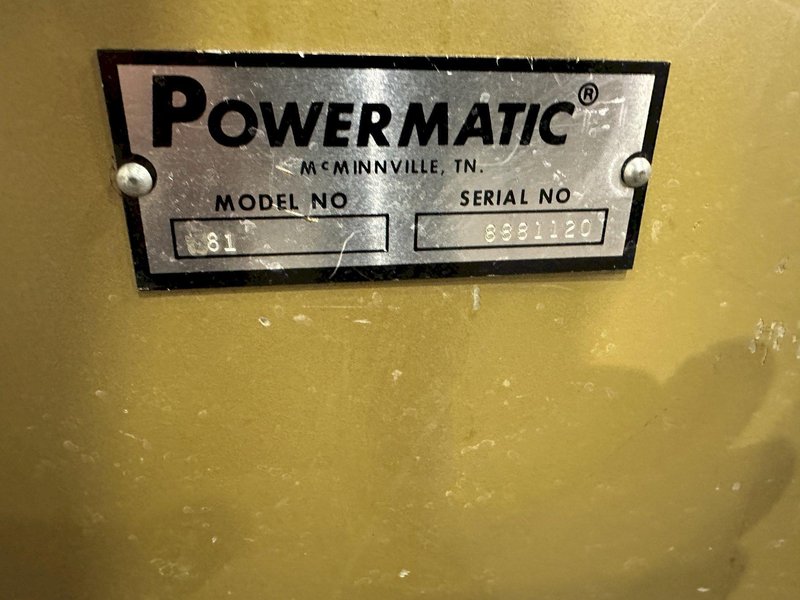 POWERMATIC®
McMINNVILLE, TN.
MODEL NO SERIAL NO
81 8881120